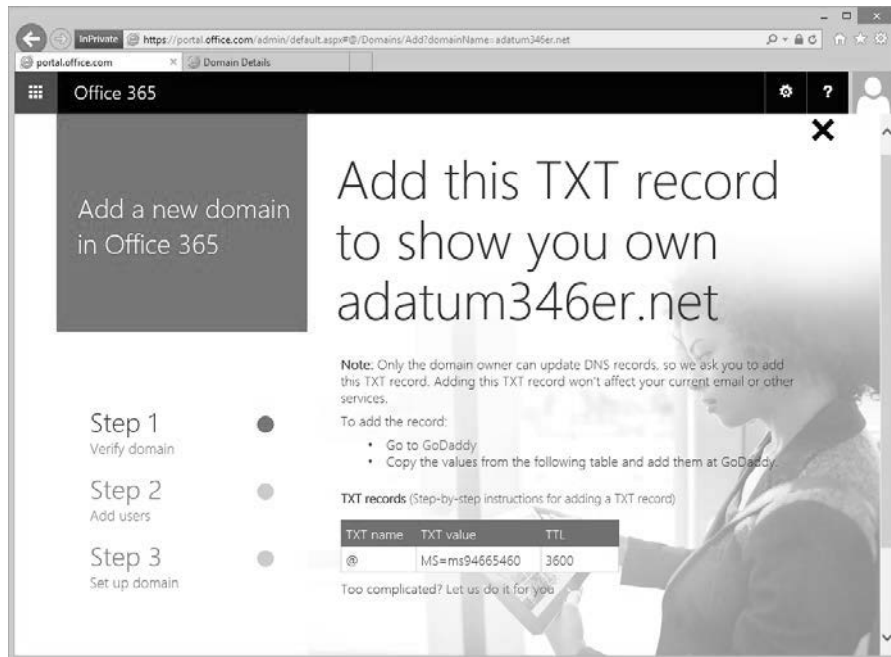 InPrivate https://portal.office.com/admin/default.aspx#@/Domains/Add?domainName=adatum346er.net
portal.office.com × Domain Details
Office 365 ?
Add a new domain
in Office 365
Add this TXT record
to show you own
adatum346er.net
Note: Only the domain owner can update DNS records, so we ask you to add
this TXT record. Adding this TXT record won't affect your current email or other
services.
To add the record:
• Go to GoDaddy
• Copy the values from the following table and add them at GoDaddy.
TXT records (Step-by-step instructions for adding a TXT record)
TXT name TXT value TTL
@ MS=ms94665460 3600
Too complicated? Let us do it for you
Step 1
Verify domain
Step 2
Add users
Step 3
Set up domain